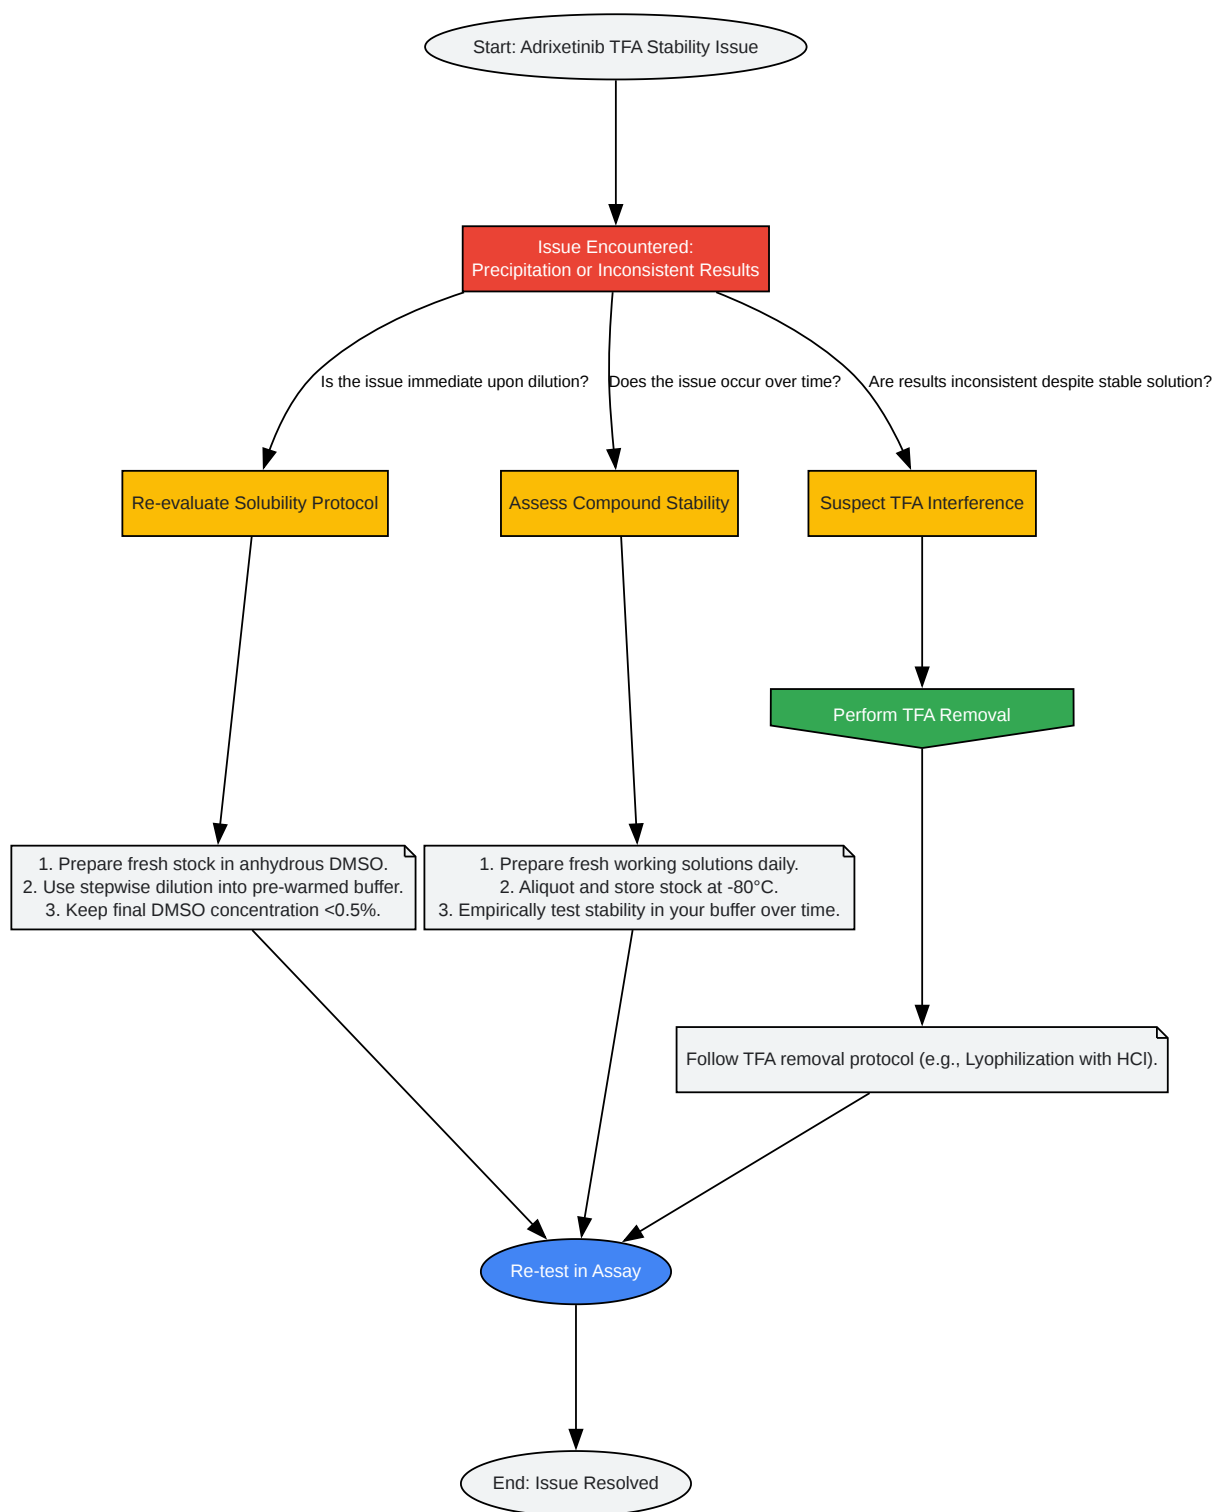 Start: Adrixetinib TFA Stability Issue
Issue Encountered:
Precipitation or Inconsistent Results
Is the issue immediate upon dilution?
Does the issue occur over time?
Are results inconsistent despite stable solution?
Re-evaluate Solubility Protocol
Assess Compound Stability
Suspect TFA Interference
Perform TFA Removal
1. Prepare fresh stock in anhydrous DMSO.
2. Use stepwise dilution into pre-warmed buffer.
3. Keep final DMSO concentration <0.5%.
1. Prepare fresh working solutions daily.
2. Aliquot and store stock at -80°C.
3. Empirically test stability in your buffer over time.
Follow TFA removal protocol (e.g., Lyophilization with HCl).
Re-test in Assay
End: Issue Resolved